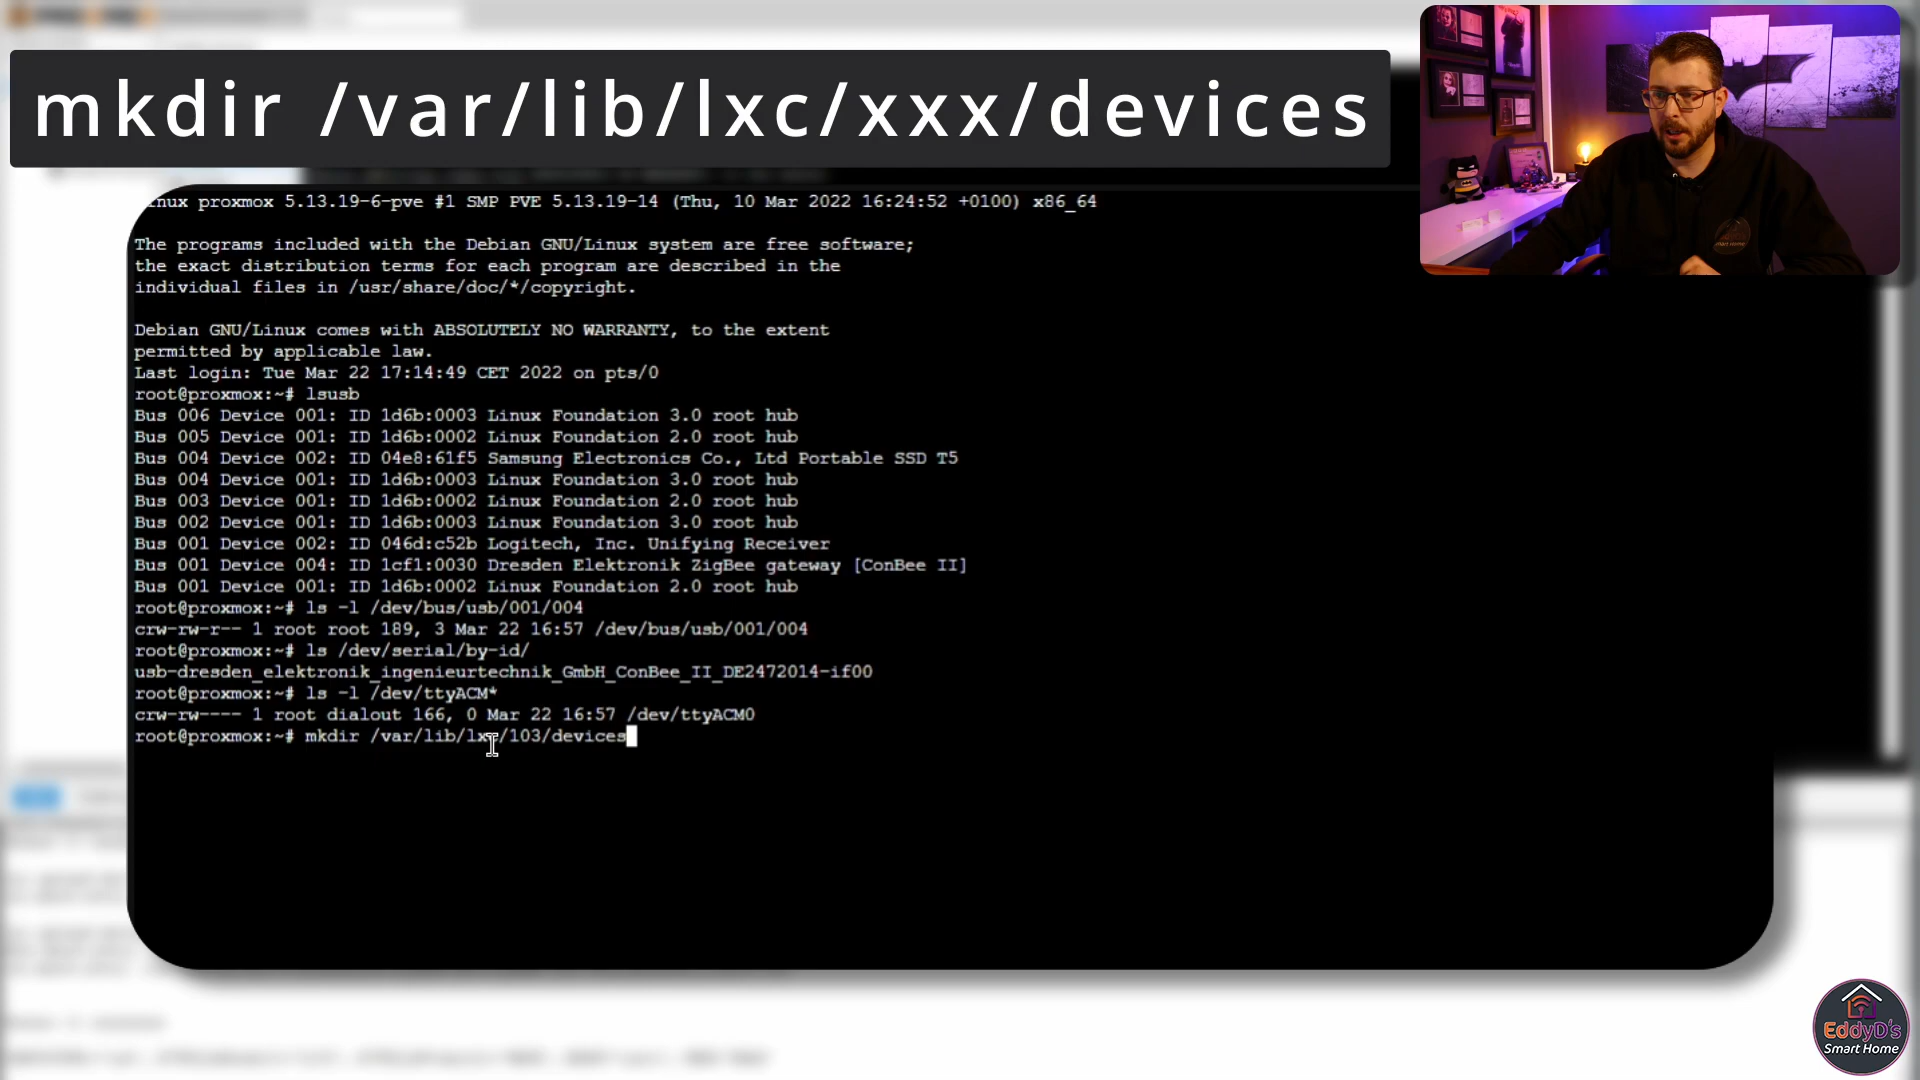 mkdir /var/lib/lxc/xxx/devices
inux proxmox 5.13.19-6-pve #1 SMP PVE 5.13.19-14 (Thu, 10 Mar 2022 16:24:52 +0100) x86_64
The programs included with the Debian GNU/Linux system are free software;
the exact distribution terms for each program are described in the
individual files in /usr/share/doc/*/copyright.
Debian GNU/Linux comes with ABSOLUTELY NO WARRANTY, to the extent
permitted by applicable law.
Last login: Tue Mar 22 17:14:49 CET 2022 on pts/0
root@proxmox:~# lsusb
Bus 006 Device 001: ID 1d6b:0003 Linux Foundation 3.0 root hub
Bus 005 Device 001: ID 1d6b:0002 Linux Foundation 2.0 root hub
Bus 004 Device 002: ID 04e8:61f5 Samsung Electronics Co., Ltd Portable SSD T5
Bus 004 Device 001: ID 1d6b:0003 Linux Foundation 3.0 root hub
Bus 003 Device 001: ID 1d6b:0002 Linux Foundation 2.0 root hub
Bus 002 Device 001: ID 1d6b:0003 Linux Foundation 3.0 root hub
Bus 001 Device 002: ID 046d:c52b Logitech, Inc. Unifying Receiver
Bus 001 Device 004: ID 1cf1:0030 Dresden Elektronik ZigBee gateway [ConBee II]
Bus 001 Device 001: ID 1d6b:0002 Linux Foundation 2.0 root hub
root@proxmox:~# ls -l /dev/bus/usb/001/004
crw-rw-r-- 1 root root 189, 3 Mar 22 16:57 /dev/bus/usb/001/004
root@proxmox:~# ls /dev/serial/by-id/
usb-dresden_elektronik_ingenieurtechnik_GmbH_ConBee_II_DE2472014-if00
root@proxmox:~# ls -l /dev/ttyACM*
crw-rw---- 1 root dialout 166, 0 Mar 22 16:57 /dev/ttyACM0
root@proxmox:~# mkdir /var/lib/lxc/103/devices
EddyD's
Smart Home